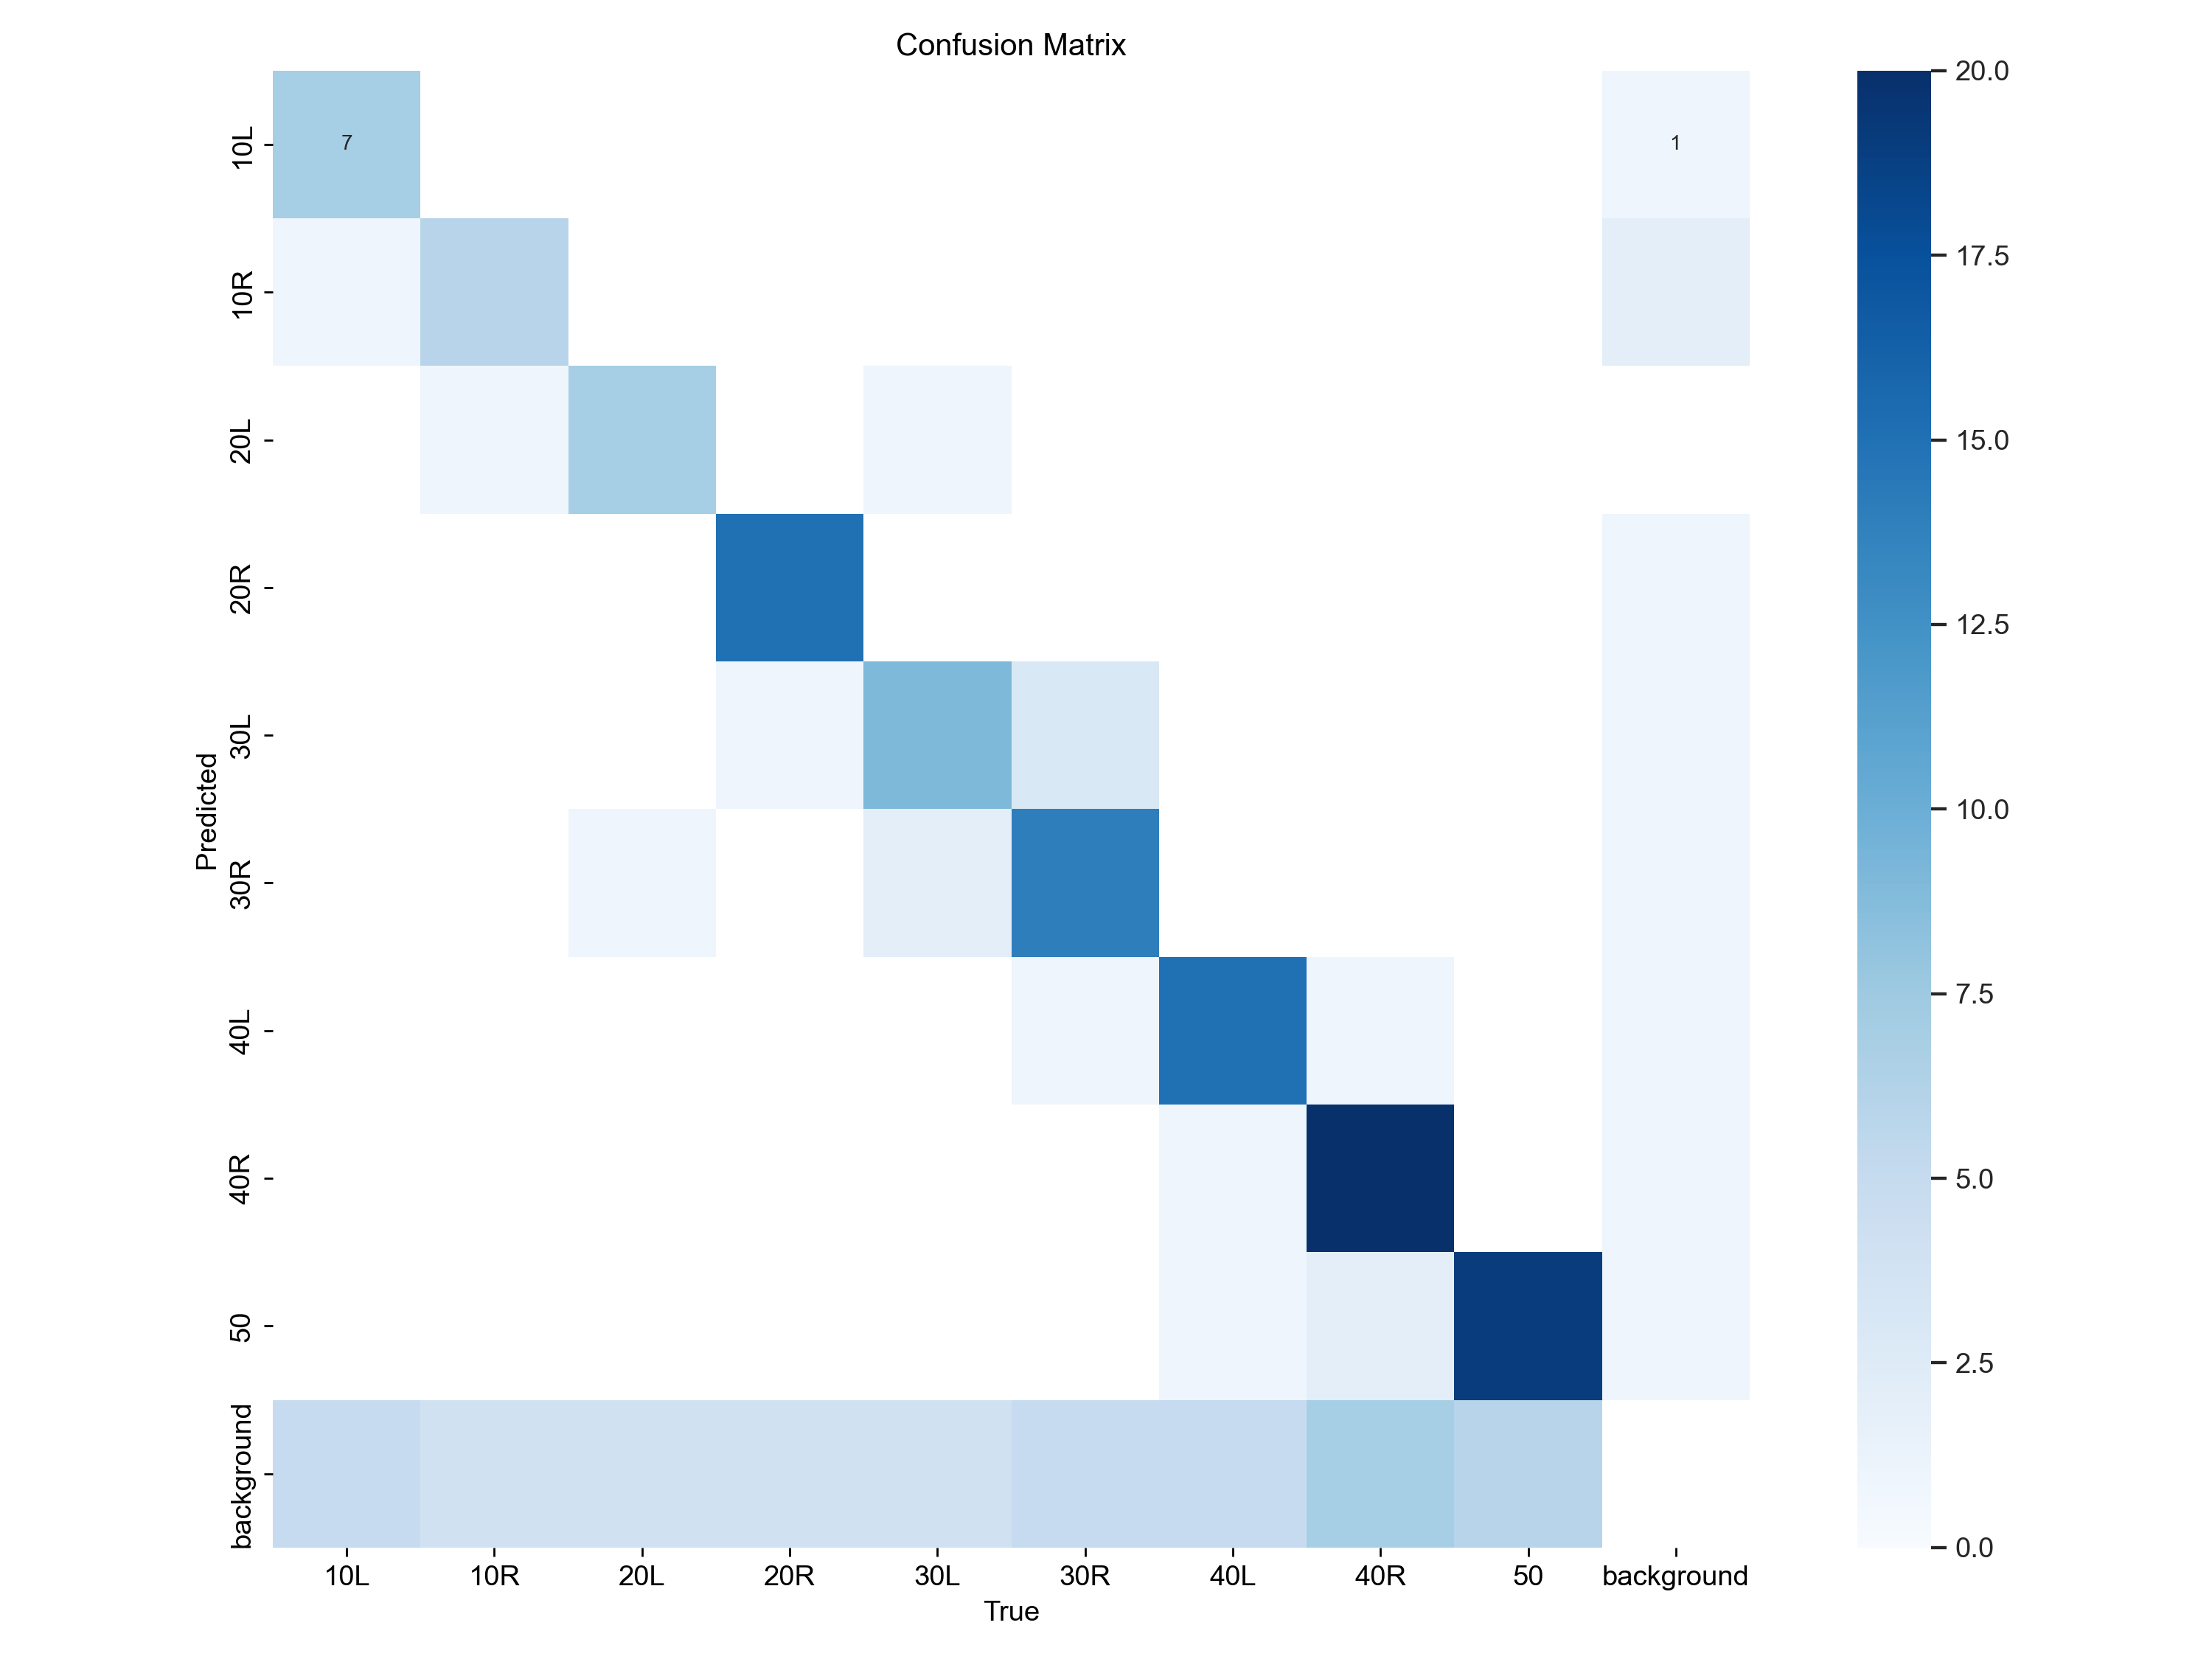 Confusion Matrix
10L
10R
20L
20R
30L
30R
40L
40R
50
background
Predicted
7
1
10L 10R 20L 20R 30L 30R 40L 40R 50 background
True
20.0
17.5
15.0
12.5
10.0
7.5
5.0
2.5
0.0